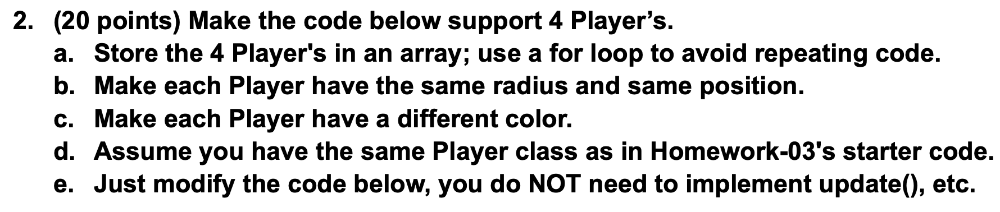 2. (20 points) Make the code below support 4 Player’s.
a. Store the 4 Player's in an array; use a for loop to avoid repeating code.
b. Make each Player have the same radius and same position.
c. Make each Player have a different color.
d. Assume you have the same Player class as in Homework-03's starter code.
e. Just modify the code below, you do NOT need to implement update(), etc.